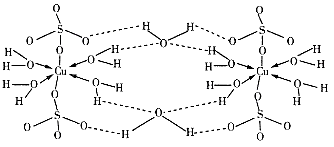 O O
S O H H O S O
O H O H O
H O O H H O O H
H O Cu O H H O Cu O H
H O O H H O O H
H O H H O H
O O O
O S O H H O S O
O O